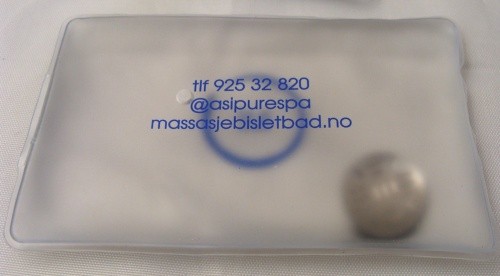 tlf 925 32 820
@asipurespa
massasjebisletbad.no